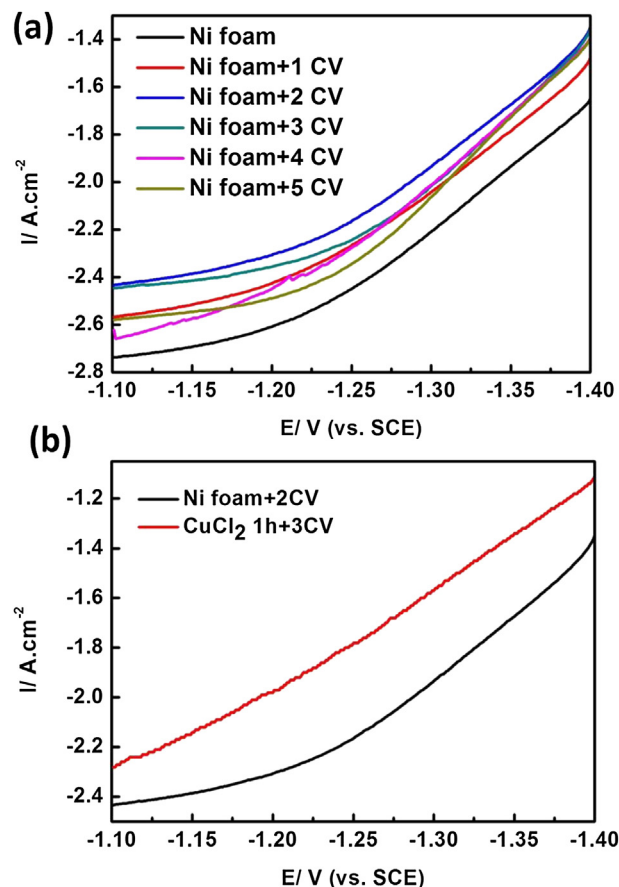 (a)
Ni foam
Ni foam+1 CV
Ni foam+2 CV
Ni foam+3 CV
Ni foam+4 CV
Ni foam+5 CV
-1.4
-1.6
-1.8
-2.0
-2.2
-2.4
-2.6
-2.8
I/ A.cm⁻²
-1.10 -1.15 -1.20 -1.25 -1.30 -1.35 -1.40
E/ V (vs. SCE)
(b)
Ni foam+2CV
CuCl₂ 1h+3CV
-1.2
-1.4
-1.6
-1.8
-2.0
-2.2
-2.4
I/ A.cm⁻²
-1.10 -1.15 -1.20 -1.25 -1.30 -1.35 -1.40
E/ V (vs. SCE)